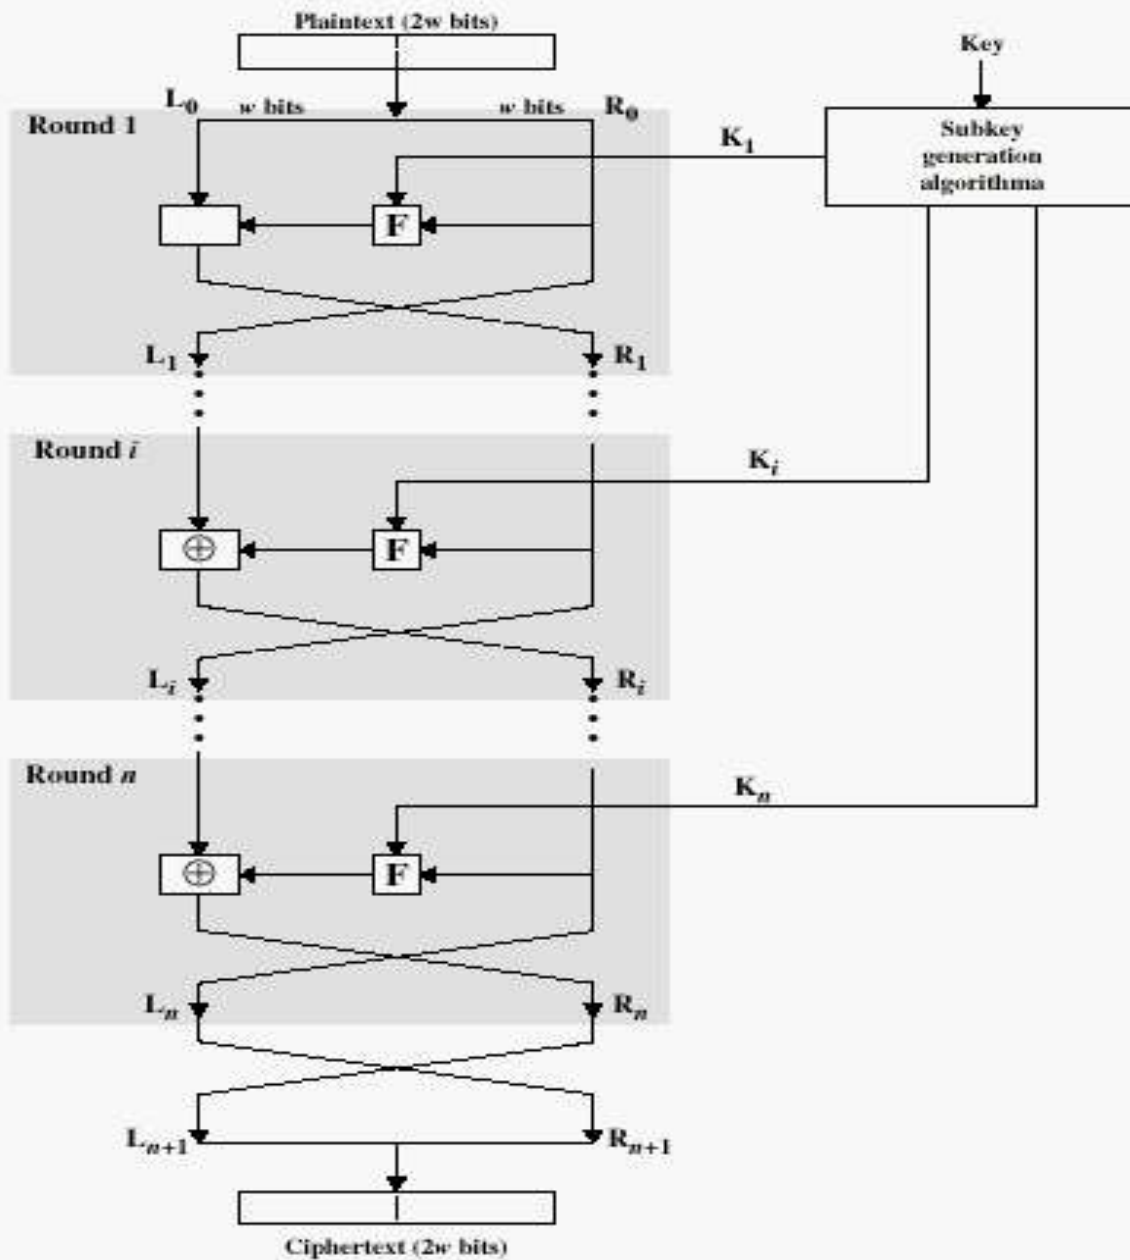 Plaintext (2w bits)
Key
L₀ w bits w bits R₀
Round 1
K₁
Subkey
generation
algorithma
F
L₁ R₁
Round i
Kᵢ
⊕ F
Lᵢ Rᵢ
Round n
Kₙ
⊕ F
Lₙ Rₙ
Lₙ₊₁ Rₙ₊₁
Ciphertext (2w bits)